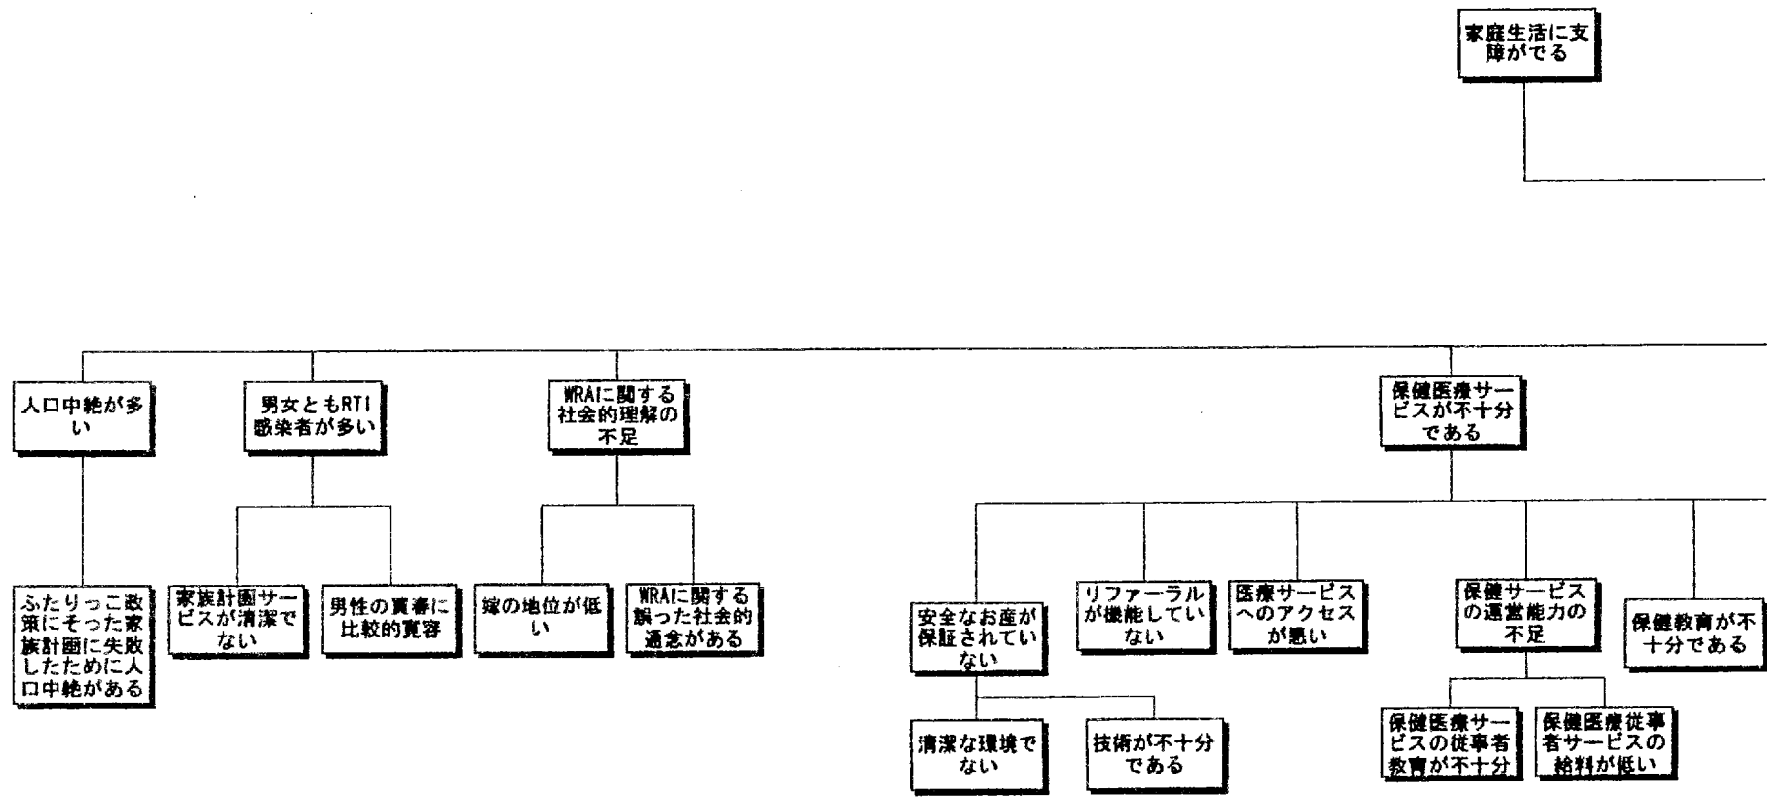 家庭生活に支
障がでる
人口中絶が多
い
男女ともRTI
感染者が多い
WRAに関する
社会的理解の
不足
保健医療サー
ビスが不十分
である
ふたりっこ政
策にそった家
族計画に失敗
したために人
口中絶がある
家族計画サー
ビスが清潔で
ない
男性の買春に
比較的寛容
嫁の地位が低
い
WRAに関する
誤った社会的
通念がある
安全なお産が
保証されてい
ない
リファーラル
が機能してい
ない
医療サービス
へのアクセス
が悪い
保健サービス
の運営能力の
不足
保健教育が不
十分である
清潔な環境で
ない
技術が不十分
である
保健医療サー
ビスの従事者
教育が不十分
保健医療従事
者サービスの
給料が低い